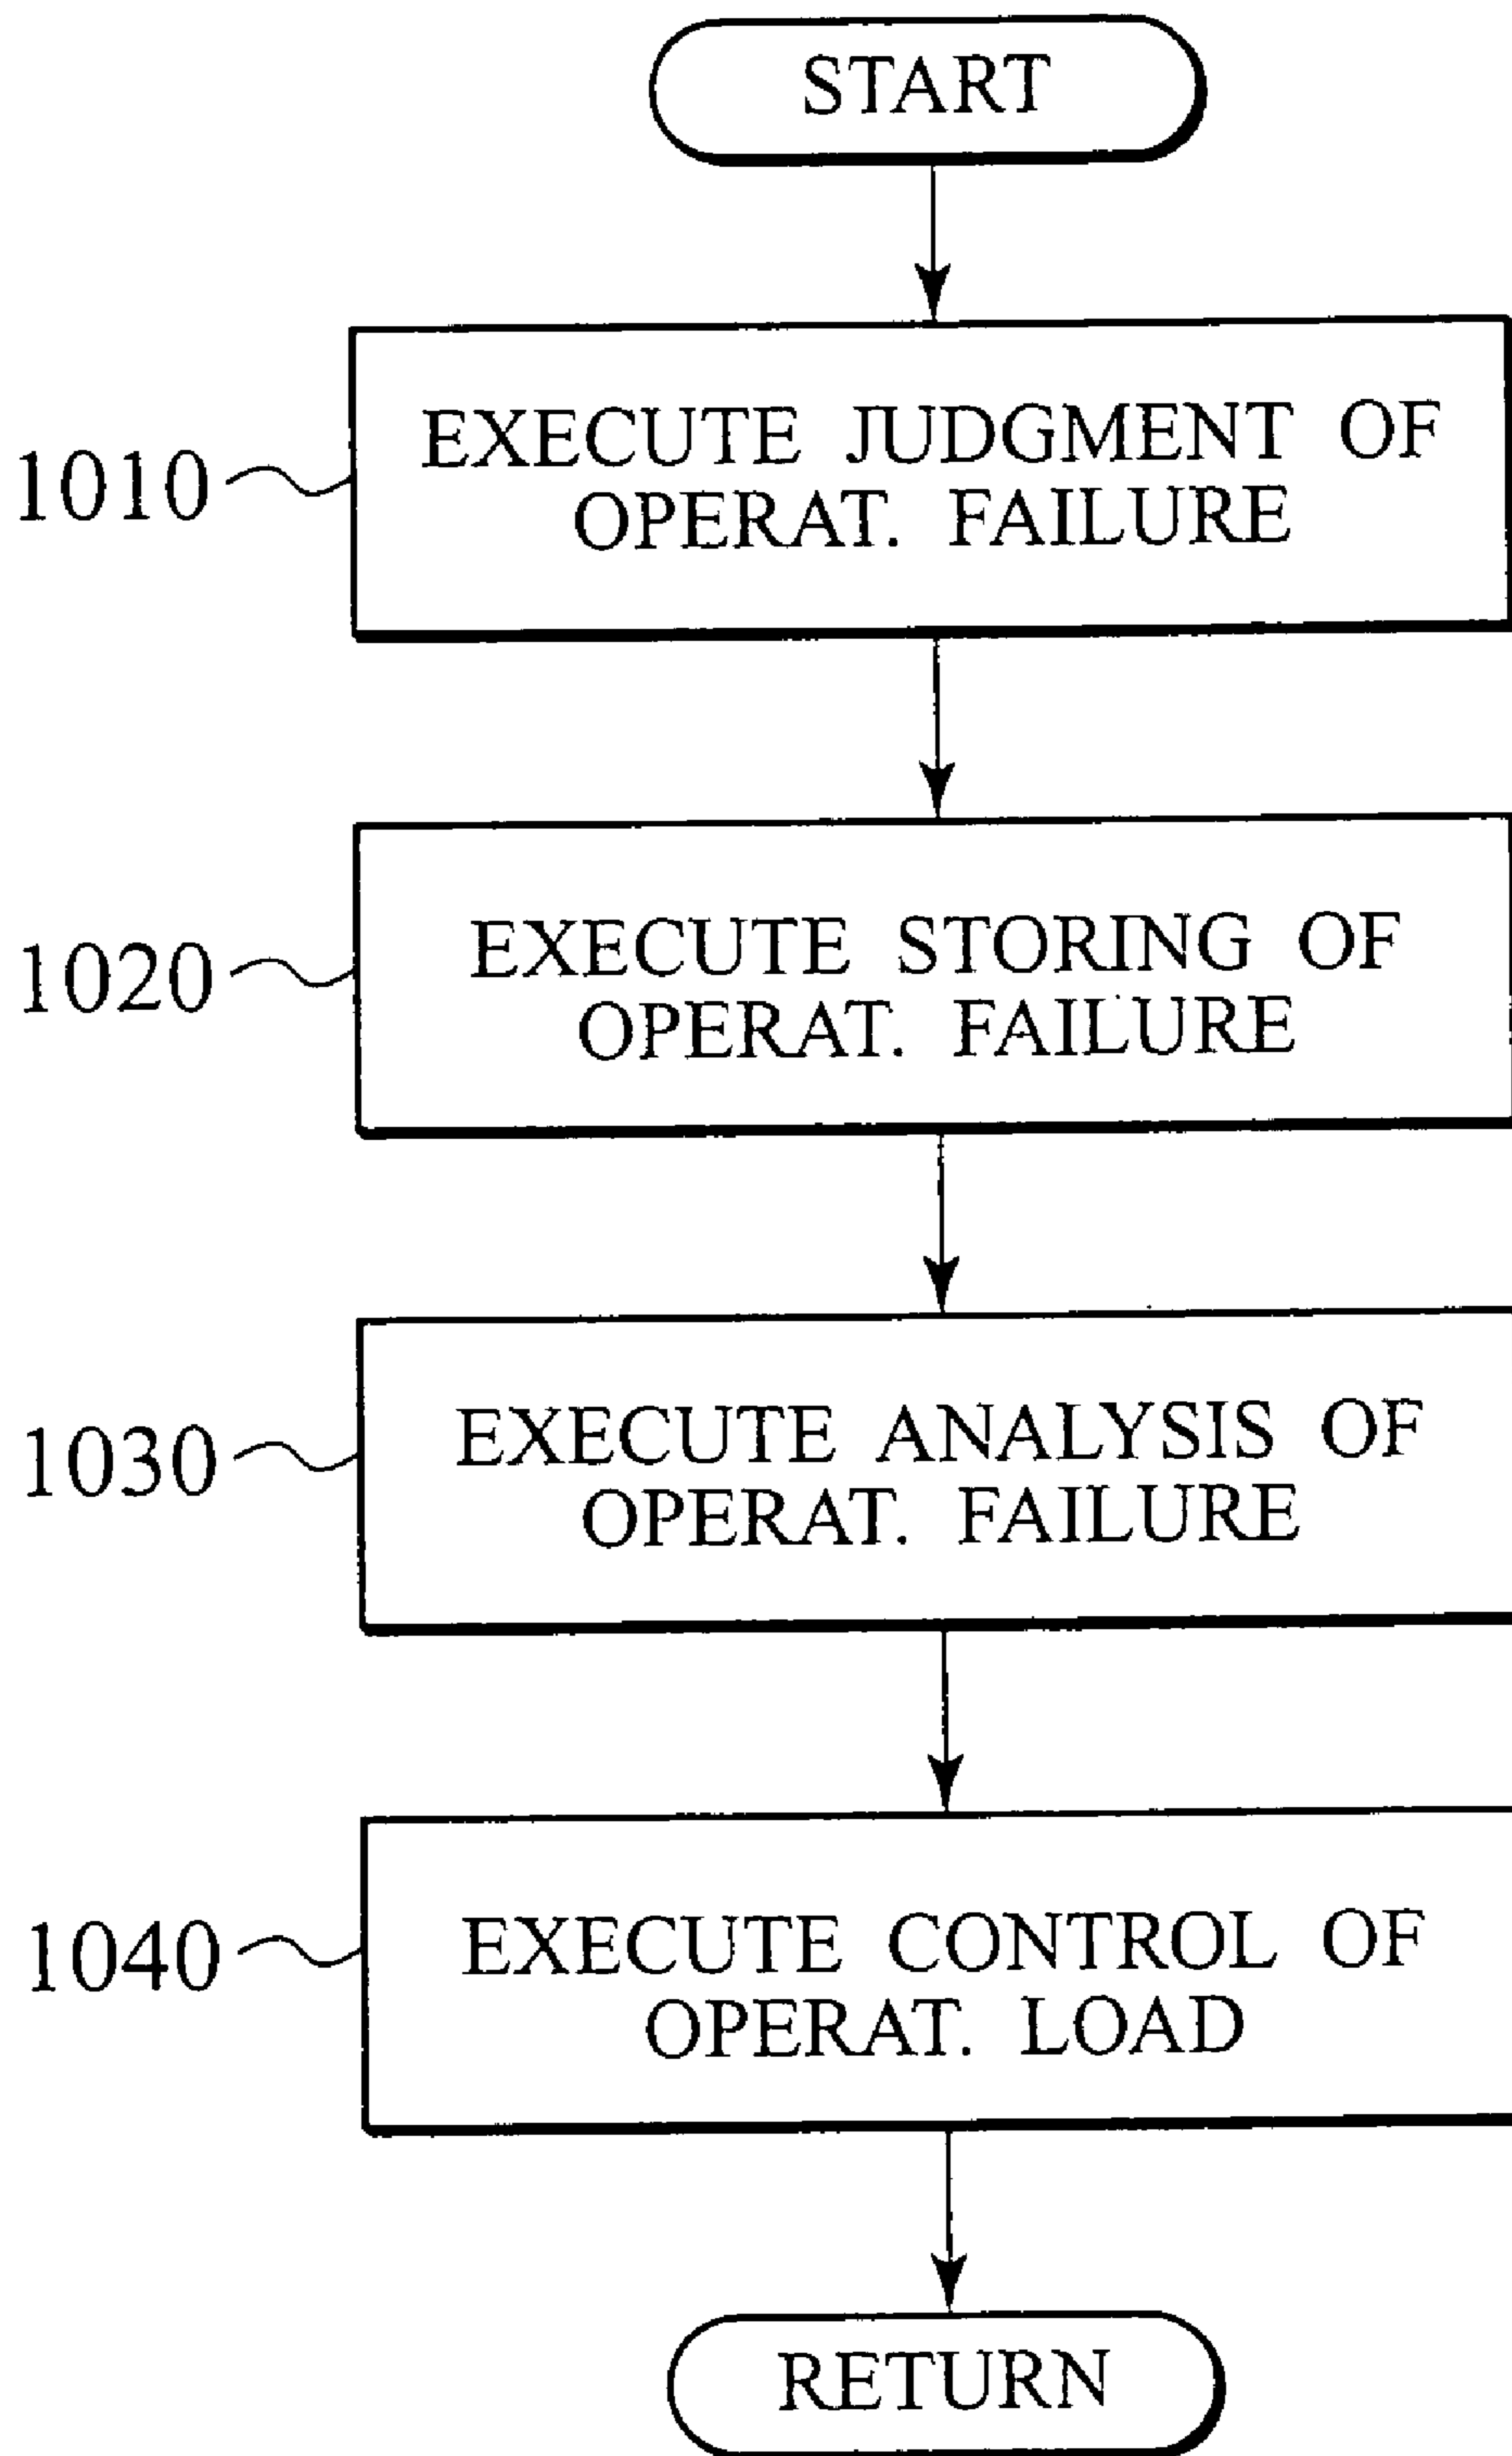 START
1010
EXECUTE JUDGMENT OF
OPERAT. FAILURE
1020
EXECUTE STORING OF
OPERAT. FAILURE
1030
EXECUTE ANALYSIS OF
OPERAT. FAILURE
1040
EXECUTE CONTROL OF
OPERAT. LOAD
RETURN